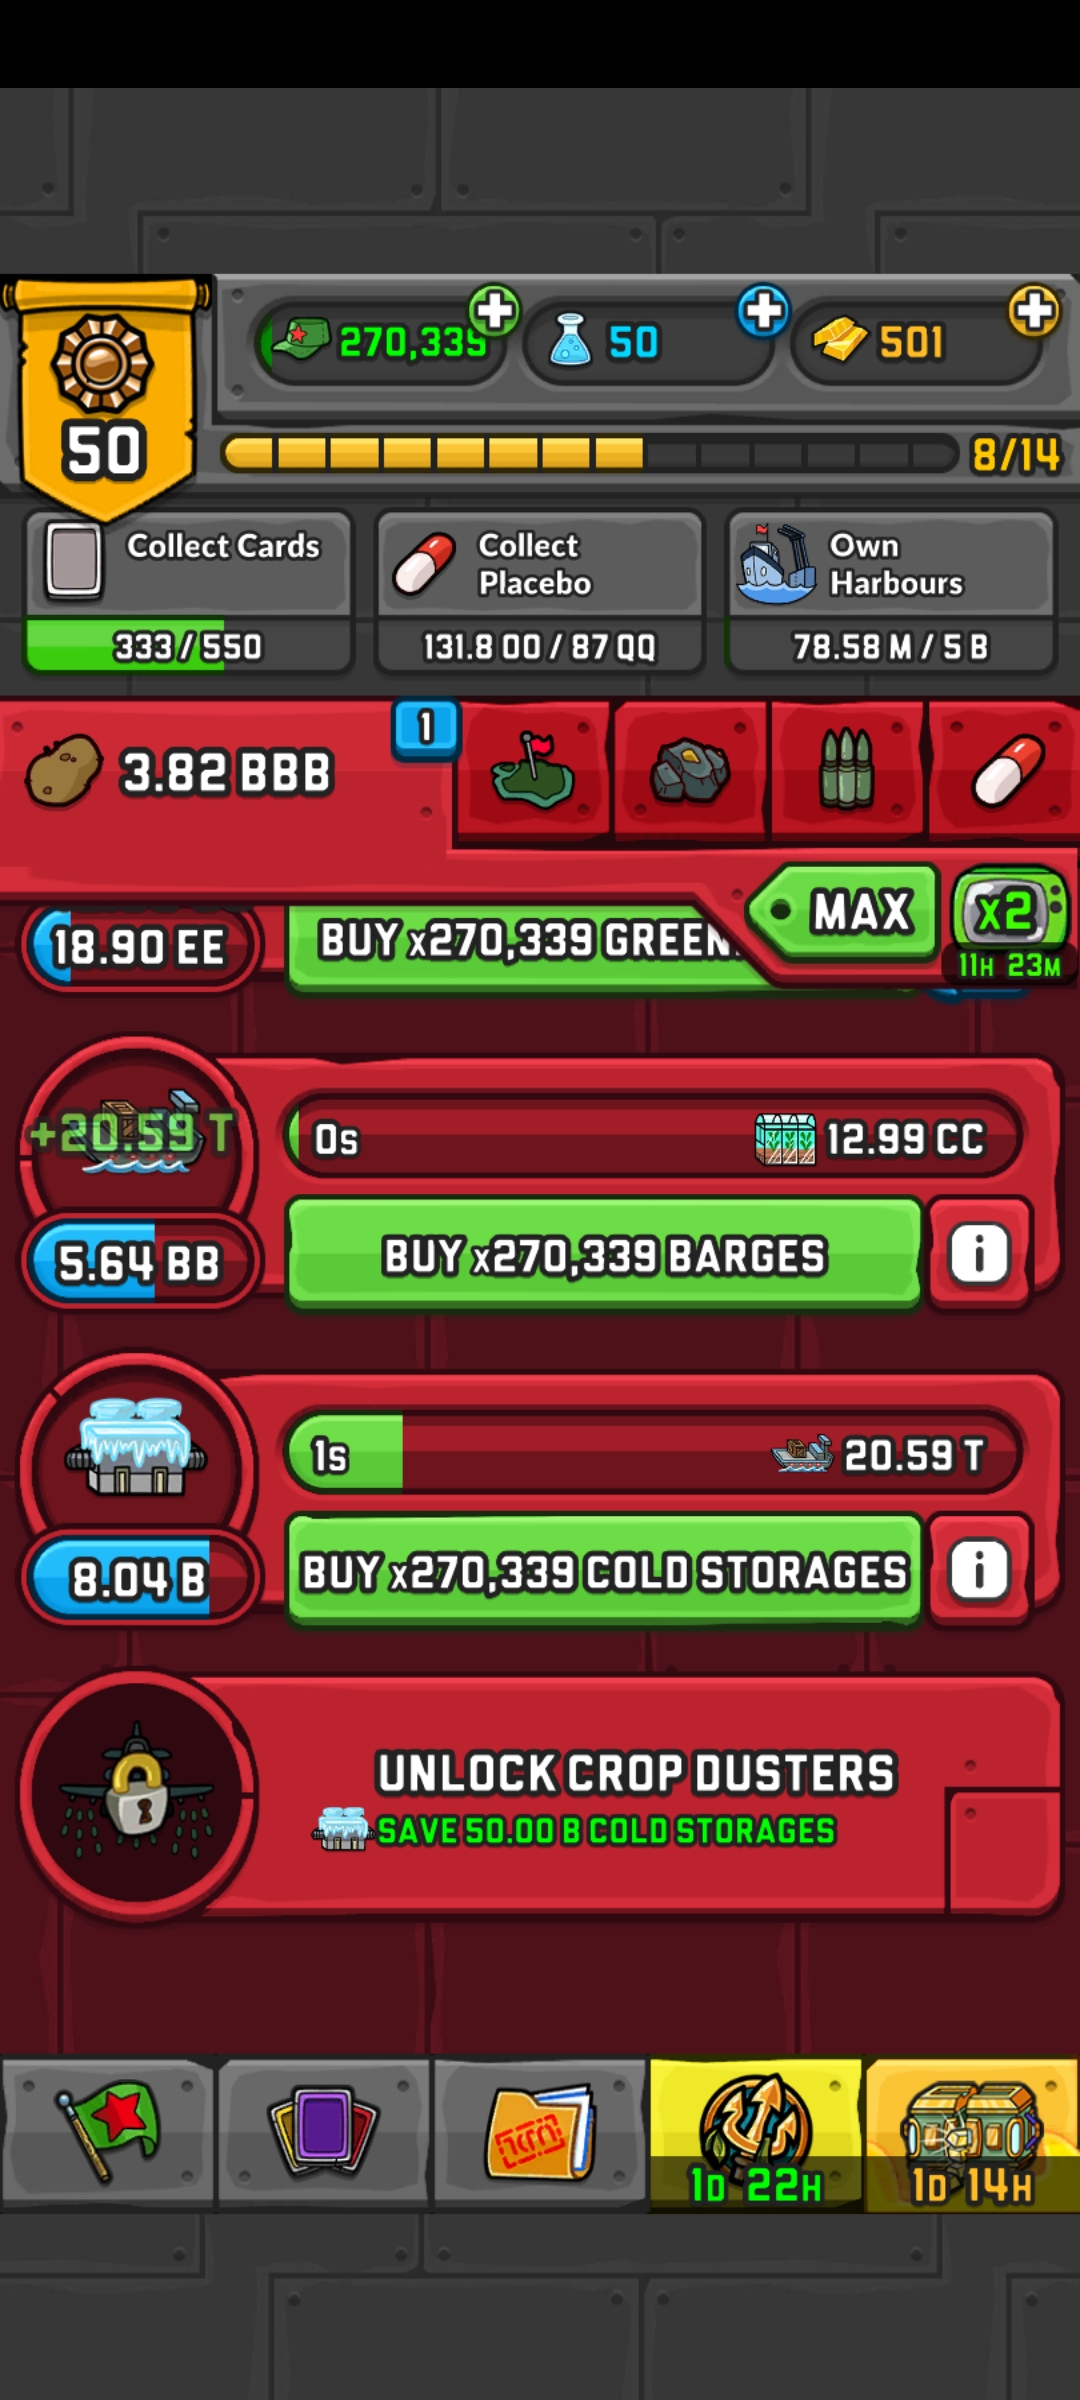 270,339
50
501
50
8/14
Collect Cards
333/550
Collect
Placebo
131.8 OO / 87 QQ
Own
Harbours
78.58 M / 5 B
3.82 BBB
1
MAX
x2
11H 23M
18.90 EE
BUY x270,339 GREEN
+20.59 T
0s
12.99 CC
5.64 BB
BUY x270,339 BARGES
i
1s
20.59 T
8.04 B
BUY x270,339 COLD STORAGES
i
UNLOCK CROP DUSTERS
SAVE 50.00 B COLD STORAGES
1D 22H
1D 14H